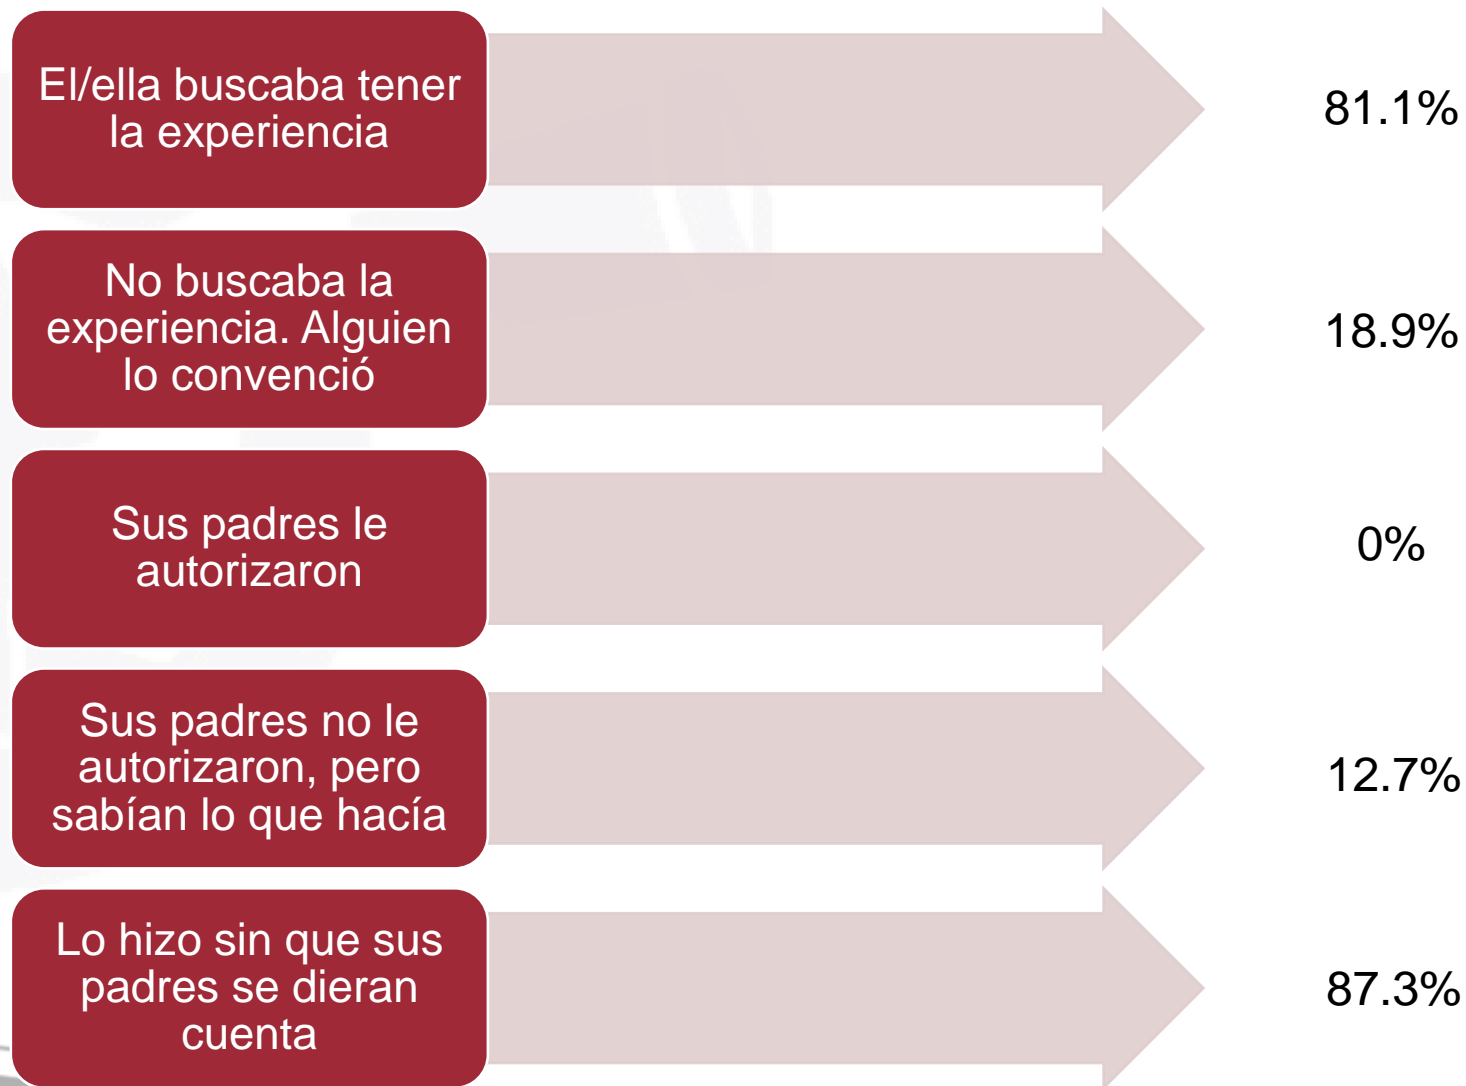 El/ella buscaba tener
la experiencia
81.1%
No buscaba la
experiencia. Alguien
lo convenció
18.9%
Sus padres le
autorizaron
0%
Sus padres no le
autorizaron, pero
sabían lo que hacía
12.7%
Lo hizo sin que sus
padres se dieran
cuenta
87.3%